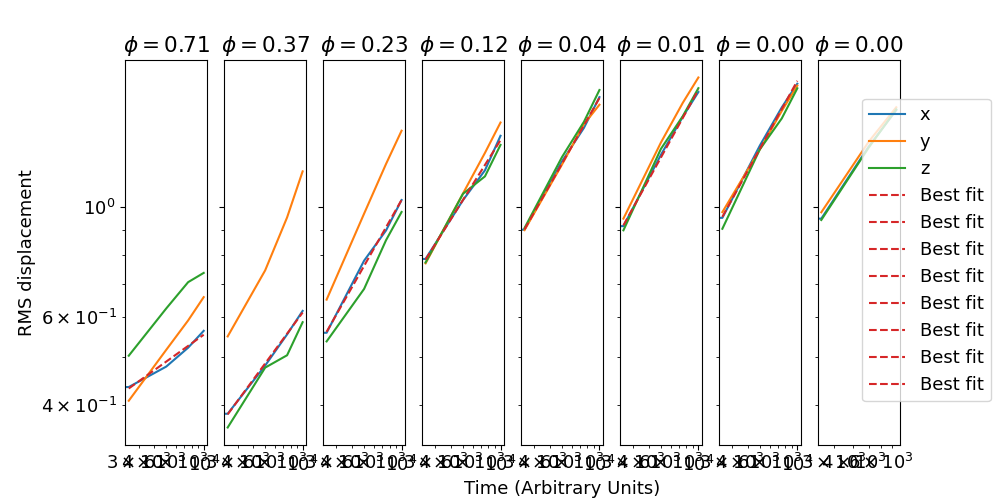 ϕ = 0.71 ϕ = 0.37 ϕ = 0.23 ϕ = 0.12 ϕ = 0.04 ϕ = 0.01 ϕ = 0.00 ϕ = 0.00
RMS displacement
10⁰
6 × 10⁻¹
4 × 10⁻¹
x
y
z
Best fit
Best fit
Best fit
Best fit
Best fit
Best fit
Best fit
Best fit
Time (Arbitrary Units)